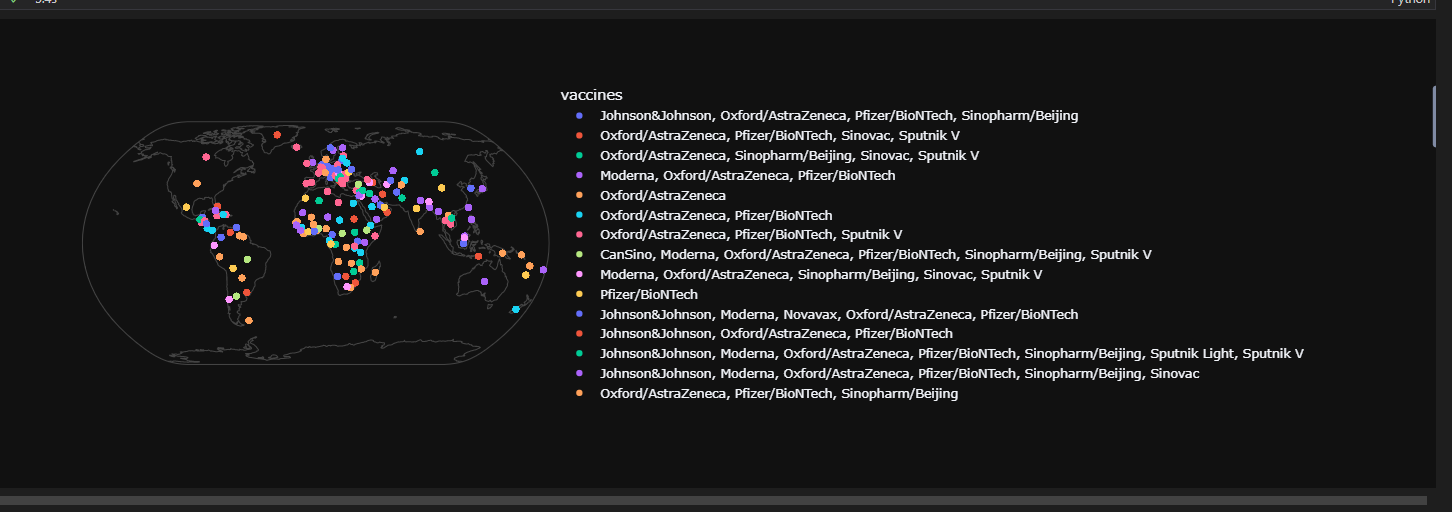 Python
vaccines
Johnson&Johnson, Oxford/AstraZeneca, Pfizer/BioNTech, Sinopharm/Beijing
Oxford/AstraZeneca, Pfizer/BioNTech, Sinovac, Sputnik V
Oxford/AstraZeneca, Sinopharm/Beijing, Sinovac, Sputnik V
Moderna, Oxford/AstraZeneca, Pfizer/BioNTech
Oxford/AstraZeneca
Oxford/AstraZeneca, Pfizer/BioNTech
Oxford/AstraZeneca, Pfizer/BioNTech, Sputnik V
CanSino, Moderna, Oxford/AstraZeneca, Pfizer/BioNTech, Sinopharm/Beijing, Sputnik V
Moderna, Oxford/AstraZeneca, Sinopharm/Beijing, Sinovac, Sputnik V
Pfizer/BioNTech
Johnson&Johnson, Moderna, Novavax, Oxford/AstraZeneca, Pfizer/BioNTech
Johnson&Johnson, Oxford/AstraZeneca, Pfizer/BioNTech
Johnson&Johnson, Moderna, Oxford/AstraZeneca, Pfizer/BioNTech, Sinopharm/Beijing, Sputnik Light, Sputnik V
Johnson&Johnson, Moderna, Oxford/AstraZeneca, Pfizer/BioNTech, Sinopharm/Beijing, Sinovac
Oxford/AstraZeneca, Pfizer/BioNTech, Sinopharm/Beijing